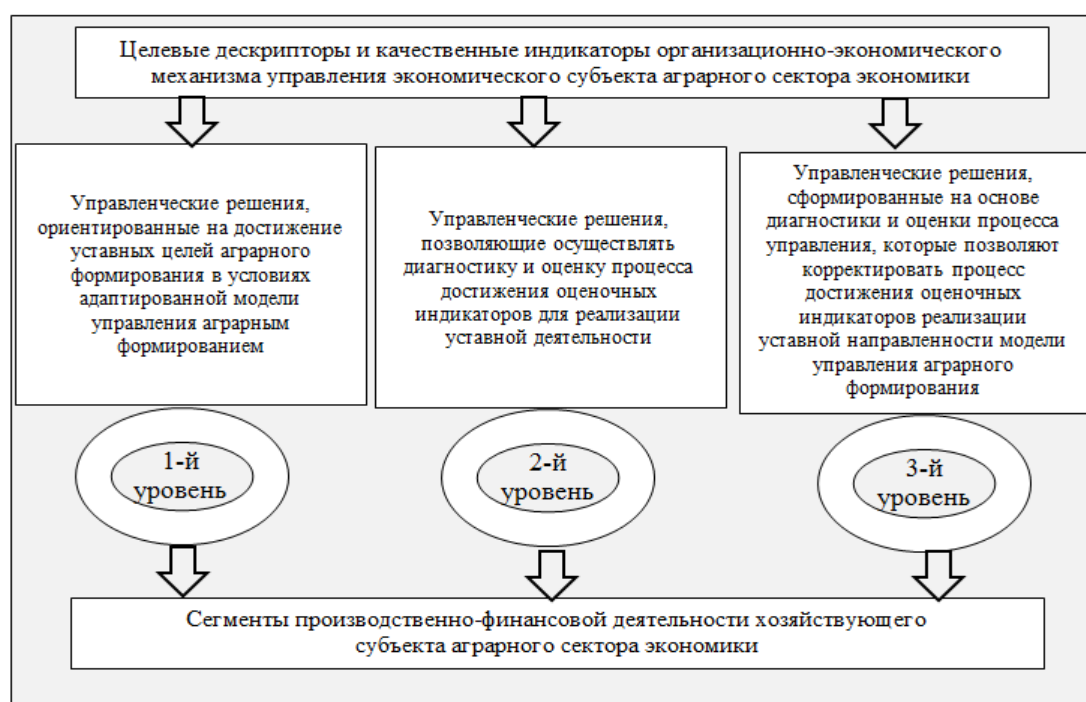 Целевые дескрипторы и качественные индикаторы организационно-экономического
механизма управления экономического субъекта аграрного сектора экономики
Управленческие решения,
ориентированные на достижение
уставных целей аграрного
формирования в условиях
адаптированной модели
управления аграрным
формированием
Управленческие решения,
позволяющие осуществлять
диагностику и оценку процесса
достижения оценочных
индикаторов для реализации
уставной деятельности
Управленческие решения,
сформированные на основе
диагностики и оценки процесса
управления, которые позволяют
корректировать процесс
достижения оценочных
индикаторов реализации
уставной направленности модели
управления аграрного
формирования
1-й
уровень
2-й
уровень
3-й
уровень
Сегменты производственно-финансовой деятельности хозяйствующего
субъекта аграрного сектора экономики